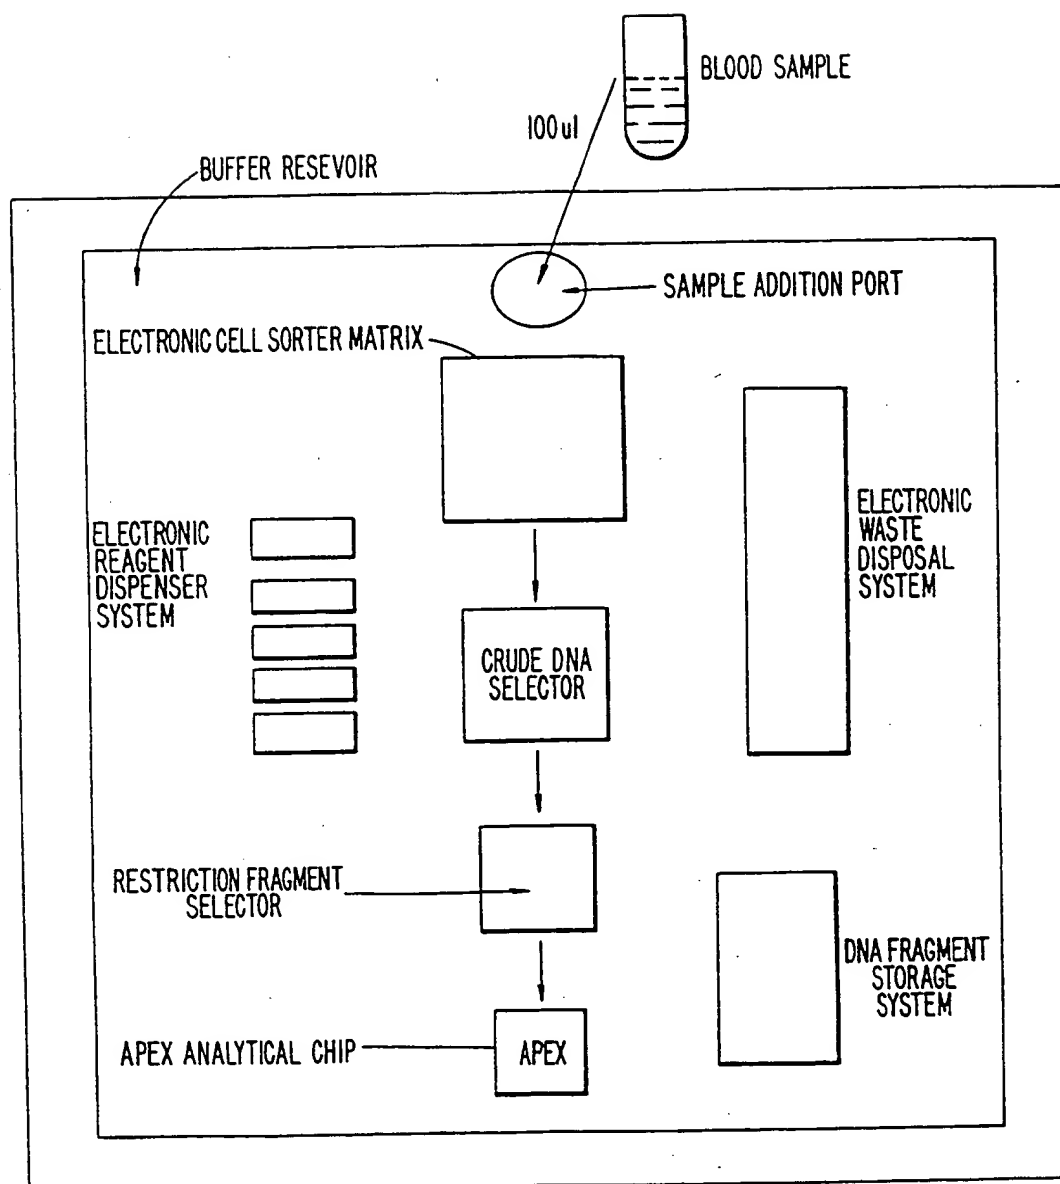 BLOOD SAMPLE
100ul
BUFFER RESEVOIR
SAMPLE ADDITION PORT
ELECTRONIC CELL SORTER MATRIX
ELECTRONIC
REAGENT
DISPENSER
SYSTEM
ELECTRONIC
WASTE
DISPOSAL
SYSTEM
CRUDE DNA
SELECTOR
RESTRICTION FRAGMENT
SELECTOR
DNA FRAGMENT
STORAGE
SYSTEM
APEX ANALYTICAL CHIP
APEX